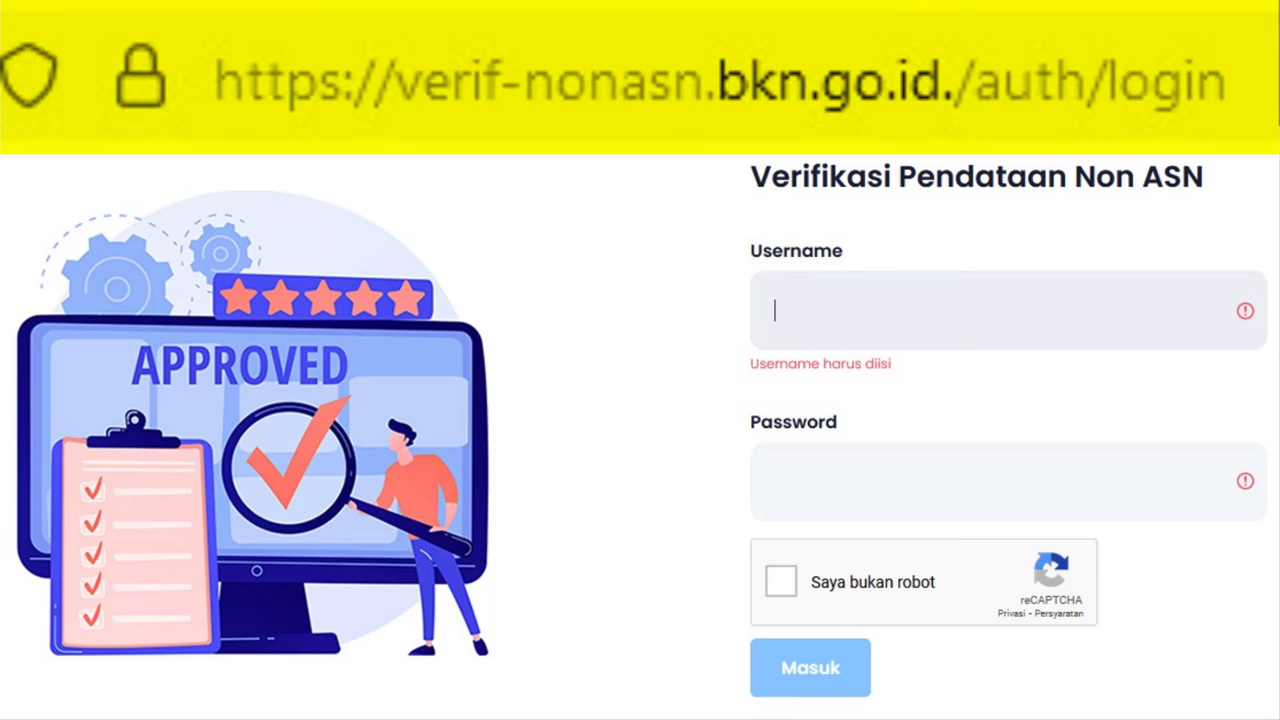 https://verif-nonasn.bkn.go.id./auth/login
Verifikasi Pendataan Non ASN
Username
Username harus diisi
Password
Saya bukan robot
reCAPTCHA
Privasi - Persyaratan
Masuk
APPROVED